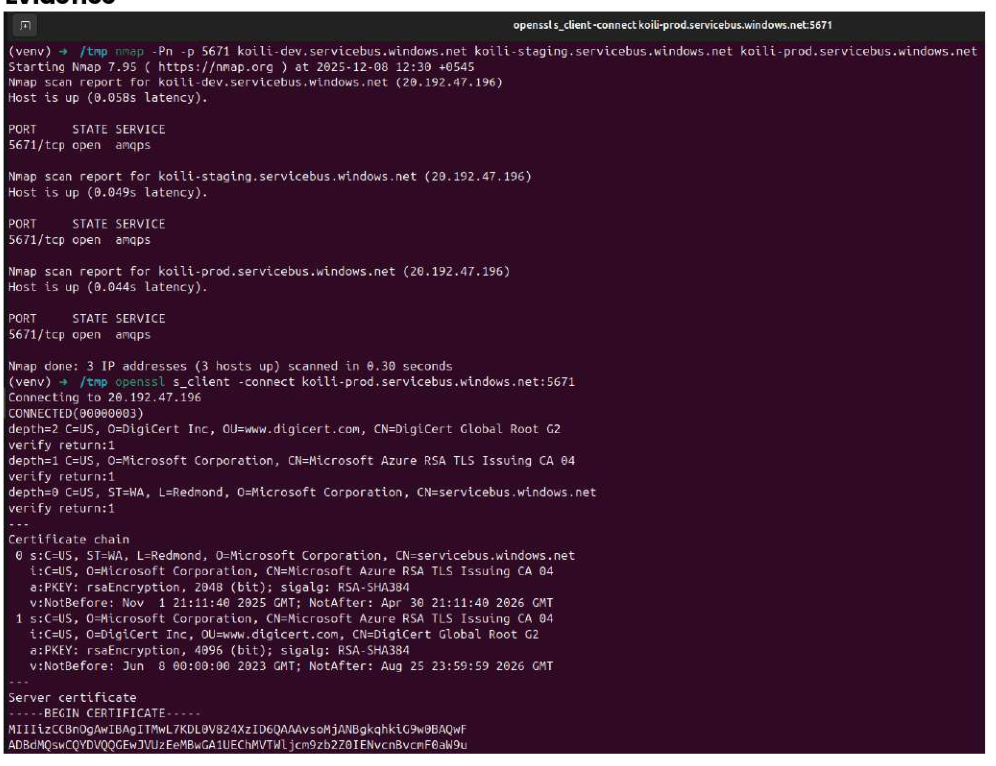 Evidence
openssl s_client -connect koili-prod.servicebus.windows.net:5671
(venv) → /tmp nmap -Pn -p 5671 koili-dev.servicebus.windows.net koili-staging.servicebus.windows.net koili-prod.servicebus.windows.net
Starting Nmap 7.95 ( https://nmap.org ) at 2025-12-08 12:30 +0545
Nmap scan report for koili-dev.servicebus.windows.net (20.192.47.196)
Host is up (0.058s latency).
PORT     STATE SERVICE
5671/tcp open  amqps
Nmap scan report for koili-staging.servicebus.windows.net (20.192.47.196)
Host is up (0.049s latency).
PORT     STATE SERVICE
5671/tcp open  amqps
Nmap scan report for koili-prod.servicebus.windows.net (20.192.47.196)
Host is up (0.044s latency).
PORT     STATE SERVICE
5671/tcp open  amqps
Nmap done: 3 IP addresses (3 hosts up) scanned in 0.30 seconds
(venv) → /tmp openssl s_client -connect koili-prod.servicebus.windows.net:5671
Connecting to 20.192.47.196
CONNECTED(00000003)
depth=2 C=US, O=DigiCert Inc, OU=www.digicert.com, CN=DigiCert Global Root G2
verify return:1
depth=1 C=US, O=Microsoft Corporation, CN=Microsoft Azure RSA TLS Issuing CA 04
verify return:1
depth=0 C=US, ST=WA, L=Redmond, O=Microsoft Corporation, CN=servicebus.windows.net
verify return:1
---
Certificate chain
 0 s:C=US, ST=WA, L=Redmond, O=Microsoft Corporation, CN=servicebus.windows.net
   i:C=US, O=Microsoft Corporation, CN=Microsoft Azure RSA TLS Issuing CA 04
   a:PKEY: rsaEncryption, 2048 (bit); sigalg: RSA-SHA384
   v:NotBefore: Nov  1 21:11:40 2025 GMT; NotAfter: Apr 30 21:11:40 2026 GMT
 1 s:C=US, O=Microsoft Corporation, CN=Microsoft Azure RSA TLS Issuing CA 04
   i:C=US, O=DigiCert Inc, OU=www.digicert.com, CN=DigiCert Global Root G2
   a:PKEY: rsaEncryption, 4096 (bit); sigalg: RSA-SHA384
   v:NotBefore: Jun  8 00:00:00 2023 GMT; NotAfter: Aug 25 23:59:59 2026 GMT
---
Server certificate
-----BEGIN CERTIFICATE-----
MIIIizCCBnOgAwIBAgITMwL7KDL0V824XzID6QAAAvsoMjANBgkqhkiG9w0BAQwF
ADBdMQswCQYDVQQGEwJVUzEeMBwGA1UEChMVTWljcm9zb2Z0IENvcnBvcmF0aW9u